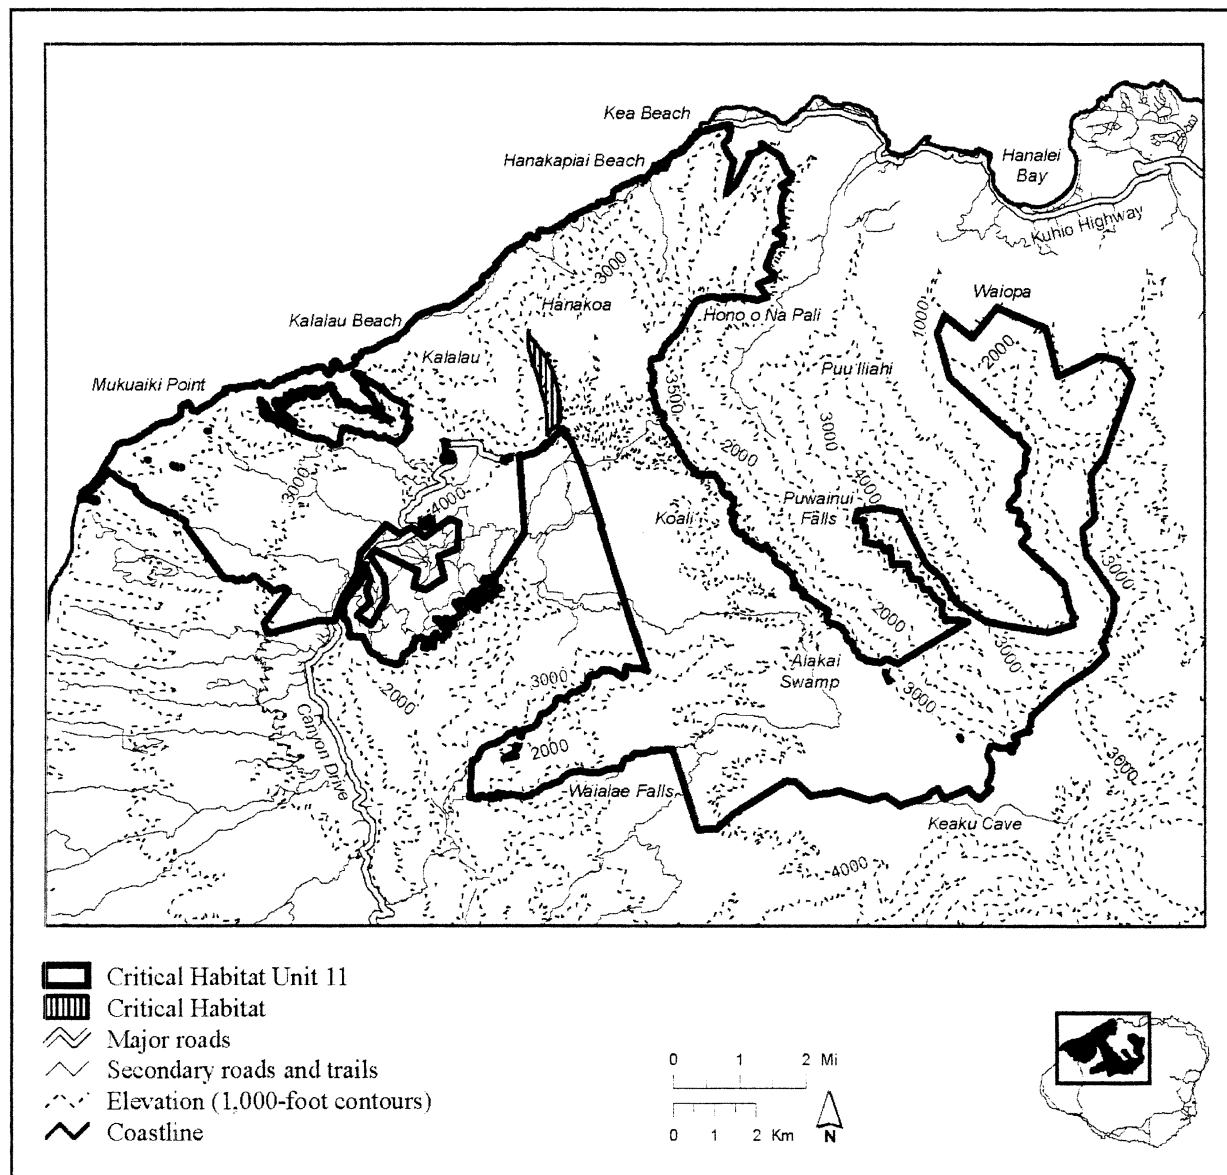 Kea Beach
Hanakapiai Beach
Hanalei
Bay
Kuhio Highway
3000
Hanakoa
Waiopa
Hono o Na Pali
1000
Kalalau Beach
Kalalau
2000
Puu Iliahi
Mukuaiki Point
3500
3000
2000
3000
4000
4000
Puwainui
Falls
Koali
3000
2000
Alakai
Swamp
3000
3000
2000
3000
Canyon Drive
2000
3000
Waialae Falls
Keaku Cave
4000
Critical Habitat Unit 11
Critical Habitat
Major roads
Secondary roads and trails
Elevation (1,000-foot contours)
Coastline
0 1 2 Mi
0 1 2 Km
N